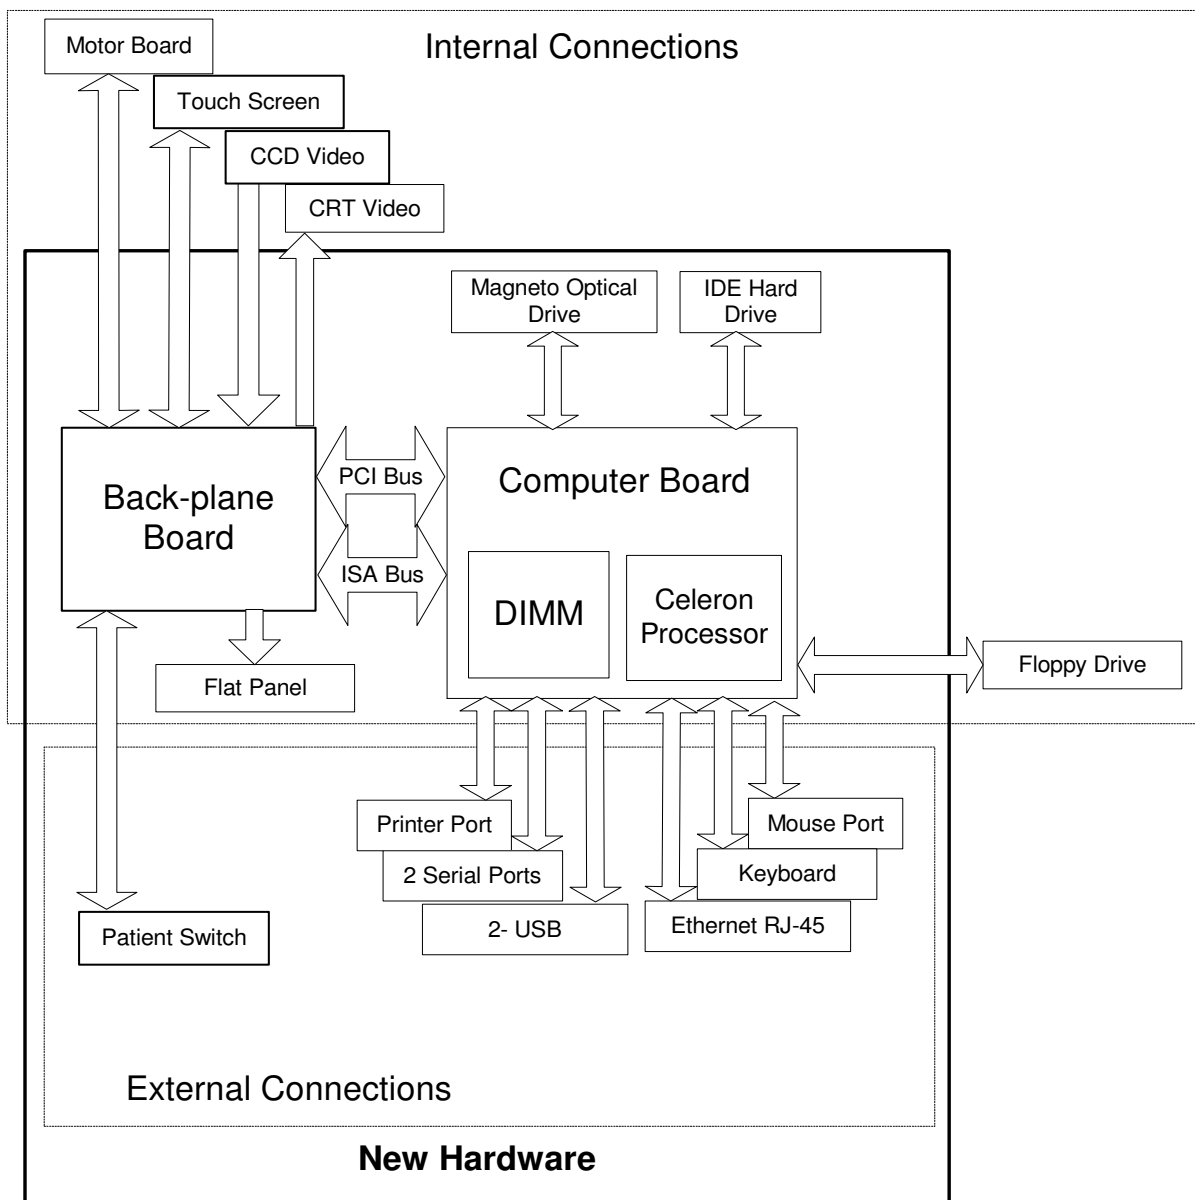 Internal Connections
Motor Board
Touch Screen
CCD Video
CRT Video
Magneto Optical
Drive
IDE Hard
Drive
Back-plane
Board
PCI Bus
ISA Bus
Computer Board
DIMM
Celeron
Processor
Floppy Drive
Flat Panel
Printer Port
2 Serial Ports
2- USB
Mouse Port
Keyboard
Ethernet RJ-45
Patient Switch
External Connections
New Hardware